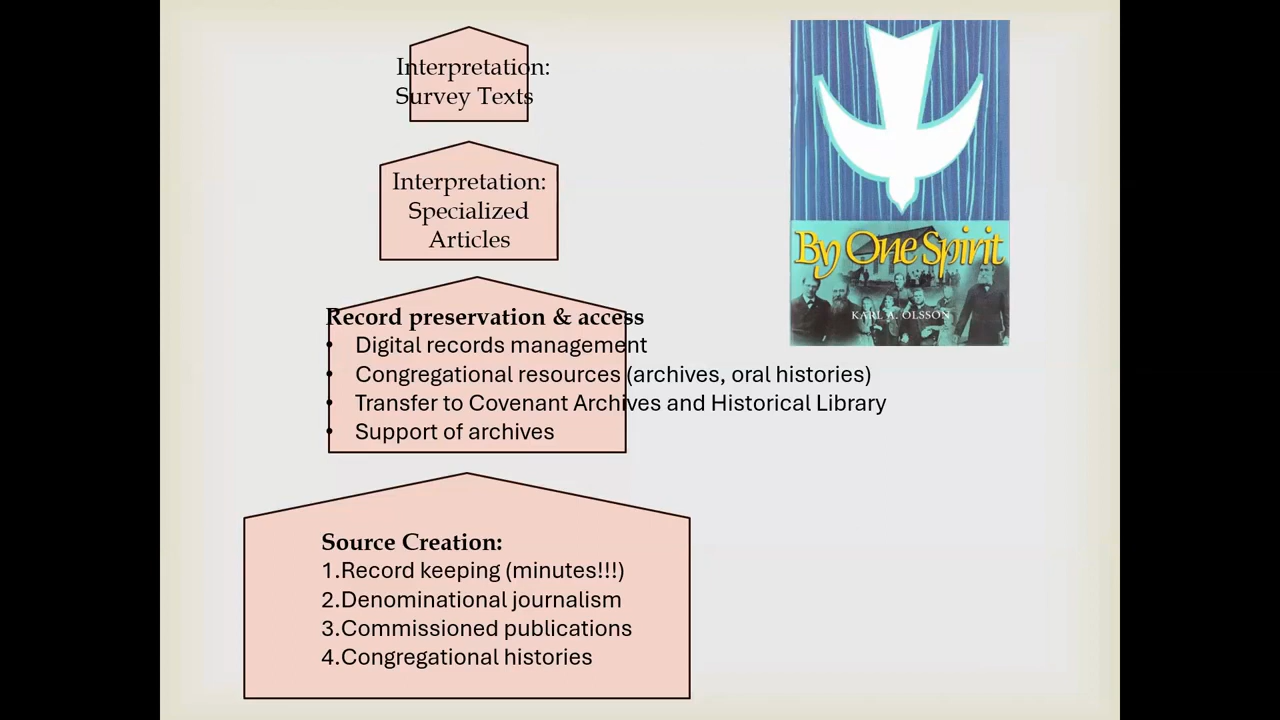 Interpretation:
Survey Texts
Interpretation:
Specialized
Articles
Record preservation & access
• Digital records management
• Congregational resources (archives, oral histories)
• Transfer to Covenant Archives and Historical Library
• Support of archives
Source Creation:
1.Record keeping (minutes!!!)
2.Denominational journalism
3.Commissioned publications
4.Congregational histories
By One Spirit
KARL A. OLSSON